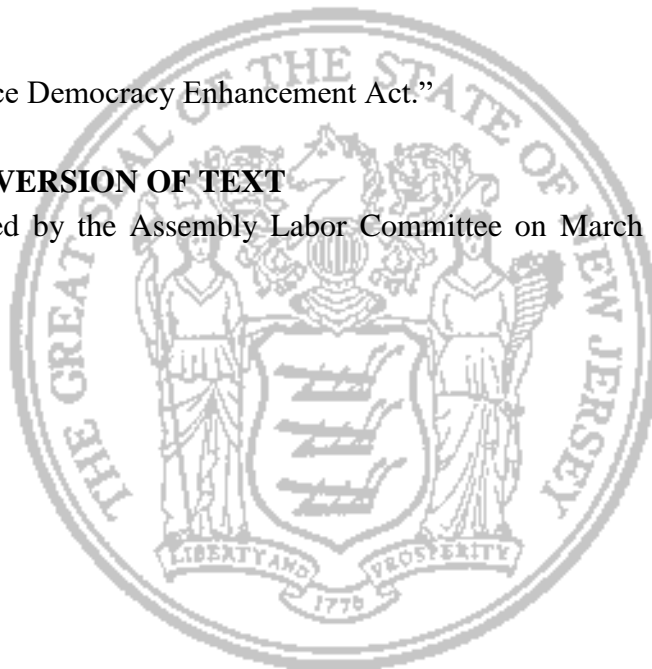 ce Democracy Enhancement Act.”
VERSION OF TEXT
ed by the Assembly Labor Committee on March
THE GREAT SEAL OF THE STATE OF NEW JERSEY
LIBERTY AND PROSPERITY
1776